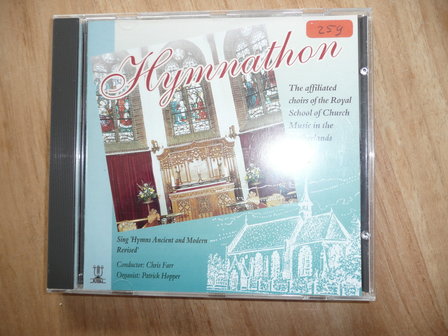 259
Hymnathon
The affiliated
choirs of the Royal
School of Church
Music in the
Sing 'Hymns Ancient and Modern
Revised'
Conductor: Chris Farr
Organist: Patrick Hopper